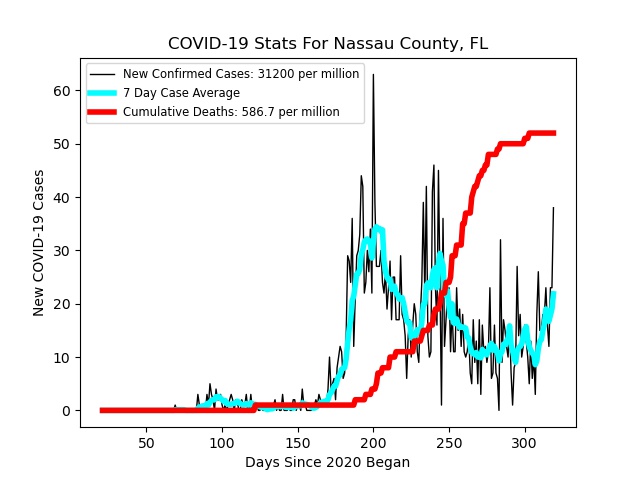 COVID-19 Stats For Nassau County, FL
New Confirmed Cases: 31200 per million
7 Day Case Average
Cumulative Deaths: 586.7 per million
New COVID-19 Cases
60
50
40
30
20
10
0
50 100 150 200 250 300
Days Since 2020 Began